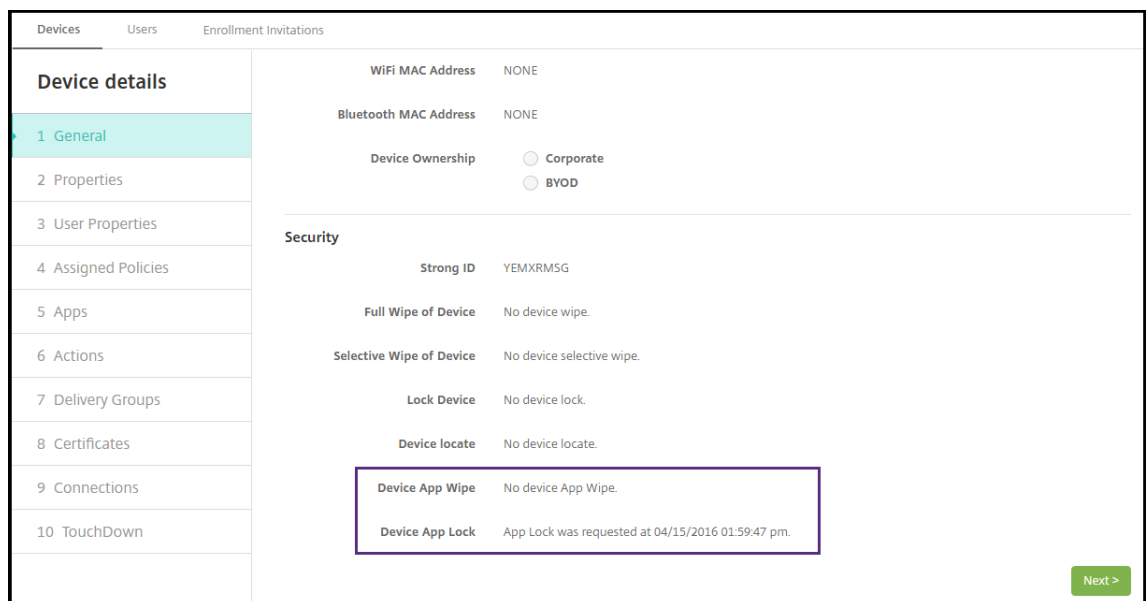 Devices Users Enrollment Invitations
Device details
1 General
2 Properties
3 User Properties
4 Assigned Policies
5 Apps
6 Actions
7 Delivery Groups
8 Certificates
9 Connections
10 TouchDown
WiFi MAC Address NONE
Bluetooth MAC Address NONE
Device Ownership Corporate
BYOD
Security
Strong ID YEMXRMSG
Full Wipe of Device No device wipe.
Selective Wipe of Device No device selective wipe.
Lock Device No device lock.
Device locate No device locate.
Device App Wipe No device App Wipe.
Device App Lock App Lock was requested at 04/15/2016 01:59:47 pm.
Next >